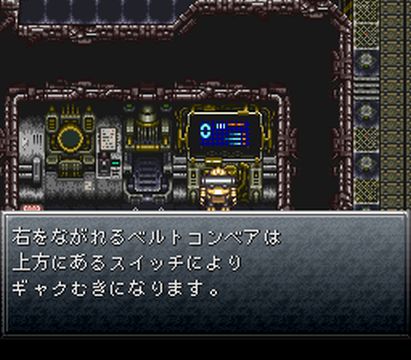 右をながれるベルトコンベアは
上方にあるスイッチにより
ギャクむきになります。